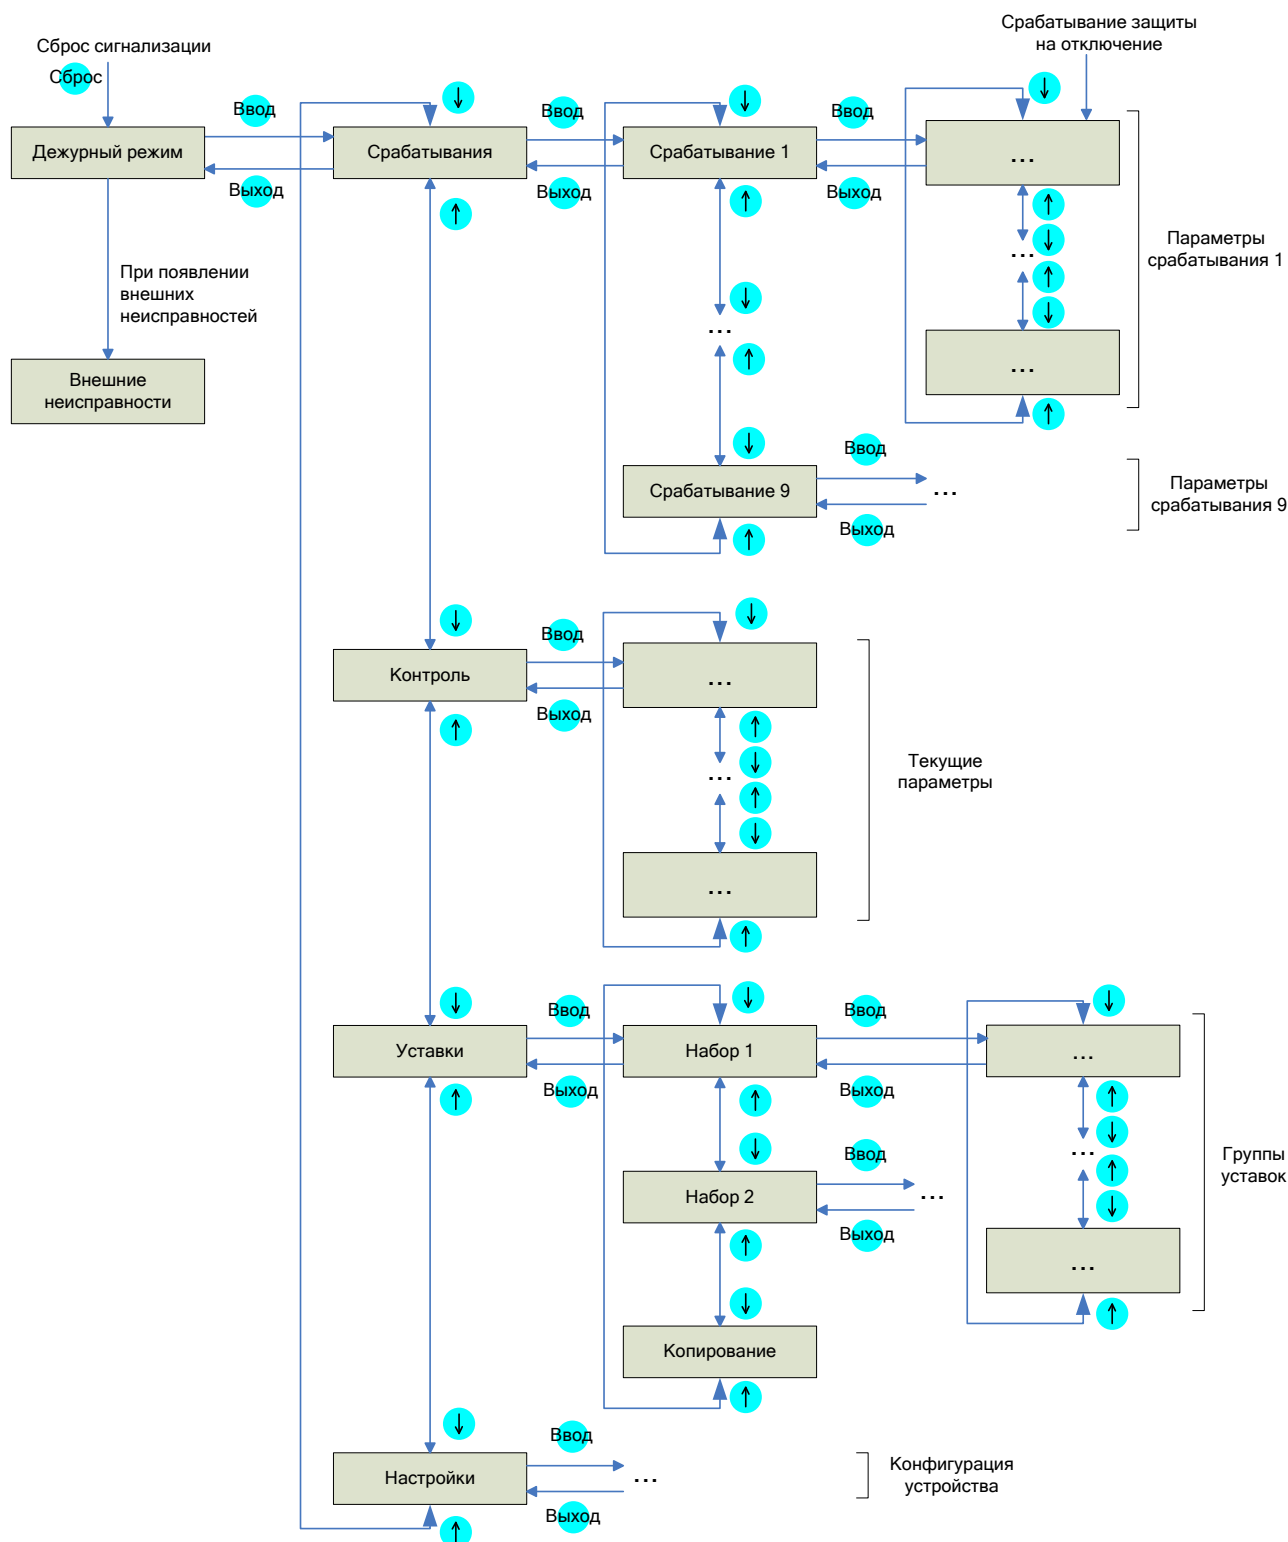 Сброс сигнализации
Сброс
Срабатывание защиты
на отключение
Ввод
Ввод
Ввод
Дежурный режим
Срабатывания
Срабатывание 1
...
Выход
Выход
Выход
Параметры
срабатывания 1
...
При появлении
внешних
неисправностей
...
Внешние
неисправности
...
Ввод
Срабатывание 9
...
Параметры
срабатывания 9
Выход
Ввод
Контроль
...
Выход
Текущие
параметры
...
...
Ввод
Ввод
Уставки
Набор 1
...
Выход
Выход
...
Ввод
Группы
уставок
Набор 2
...
Выход
...
Копирование
Ввод
Настройки
...
Конфигурация
устройства
Выход